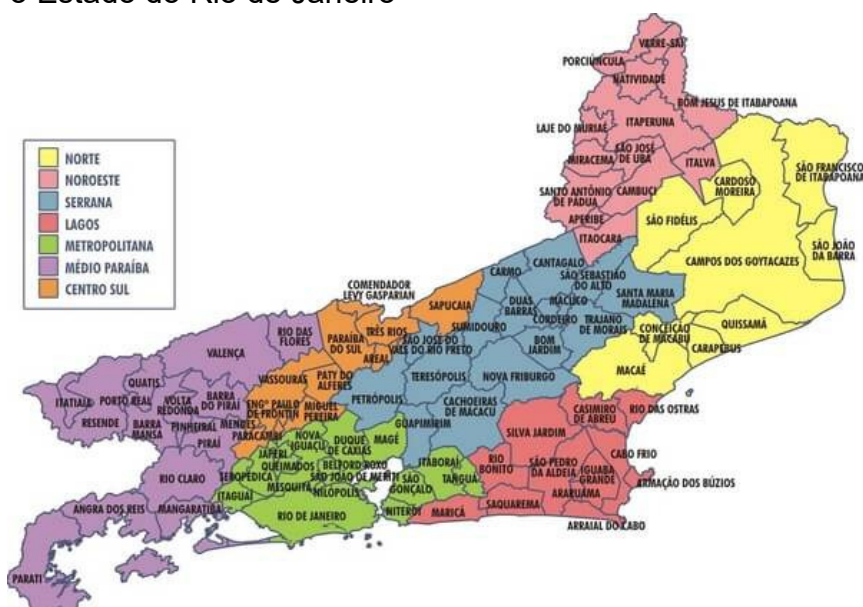 o Estado do Rio de Janeiro
NORTE
NOROESTE
SERRANA
LAGOS
METROPOLITANA
MÉDIO PARAÍBA
CENTRO SUL
VARRE-SAI
PORCIÚNCULA
NATIVIDADE
BOM JESUS DE ITABAPOANA
LAJE DO MURIAÉ
ITAPERUNA
SÃO JOSÉ
DE UBA
MIRACEMA
ITALVA
SANTO ANTÔNIO
DE PÁDUA
CAMBUCI
APERIBE
ITAOCARA
SÃO FRANCISCO
DE ITABAPOANA
CARDOSO
MOREIRA
SÃO FIDÉLIS
SÃO JOÃO
DA BARRA
CAMPOS DOS GOYTACAZES
QUISSAMÃ
CONCEIÇÃO
DE MACABU
CARAPEBUS
MACAÉ
CANTAGALO
CARMO
SÃO SEBASTIÃO
DO ALTO
SANTA MARIA
MADALENA
DUAS
BARRAS
MACUCO
CORDEIRO
TRAJANO
DE MORAIS
SUMIDOURO
BOM
JARDIM
SÃO JOSÉ DO
VALE DO RIO PRETO
TERESÓPOLIS
NOVA FRIBURGO
PETRÓPOLIS
CACHOEIRAS
DE MACACU
COMENDADOR
LEVY GASPARIAN
SAPUCAIA
TRÊS RIOS
PARAÍBA
DO SUL
AREAL
VASSOURAS
PATY DO
ALFERES
ENGº PAULO
DE FRONTIN
MIGUEL
PEREIRA
MENDES
PARACAMBI
RIO DAS
FLORES
VALENÇA
QUATIS
ITATIAIA
PORTO REAL
RESENDE
VOLTA
REDONDA
BARRA
DO PIRAÍ
BARRA
MANSA
PINHEIRAL
PIRAÍ
RIO CLARO
ANGRA DOS REIS
MANGARATIBA
PARATI
GUAPIMIRIM
MAGÉ
DUQUE
DE CAXIAS
NOVA
IGUAÇU
JAPERI
QUEIMADOS
BELFORD ROXO
SEROPÉDICA
SÃO JOÃO DE MERITI
MESQUITA
NILÓPOLIS
ITAGUAÍ
RIO DE JANEIRO
ITABORAÍ
SÃO
GONÇALO
TANGUÁ
NITERÓI
MARICÁ
RIO
BONITO
SILVA JARDIM
CASIMIRO
DE ABREU
RIO DAS OSTRAS
CABO FRIO
SÃO PEDRO
DA ALDEIA
IGUABA
GRANDE
ARMAÇÃO DOS BÚZIOS
ARARUAMA
SAQUAREMA
ARRAIAL DO CABO